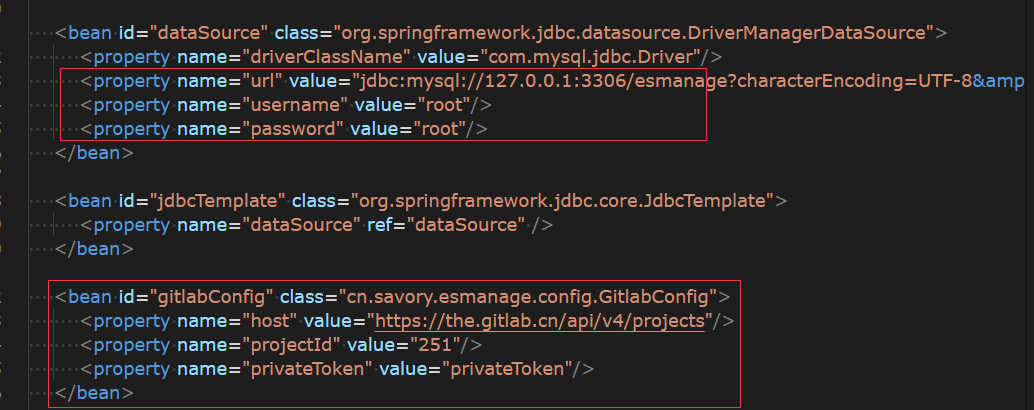 <bean id="dataSource" class="org.springframework.jdbc.datasource.DriverManagerDataSource">
<property name="driverClassName" value="com.mysql.jdbc.Driver"/>
<property name="url" value="jdbc:mysql://127.0.0.1:3306/esmanage?characterEncoding=UTF-8&amp
<property name="username" value="root"/>
<property name="password" value="root"/>
</bean>
<bean id="jdbcTemplate" class="org.springframework.jdbc.core.JdbcTemplate">
<property name="dataSource" ref="dataSource" />
</bean>
<bean id="gitlabConfig" class="cn.savory.esmanage.config.GitlabConfig">
<property name="host" value="https://the.gitlab.cn/api/v4/projects"/>
<property name="projectId" value="251"/>
<property name="privateToken" value="privateToken"/>
</bean>